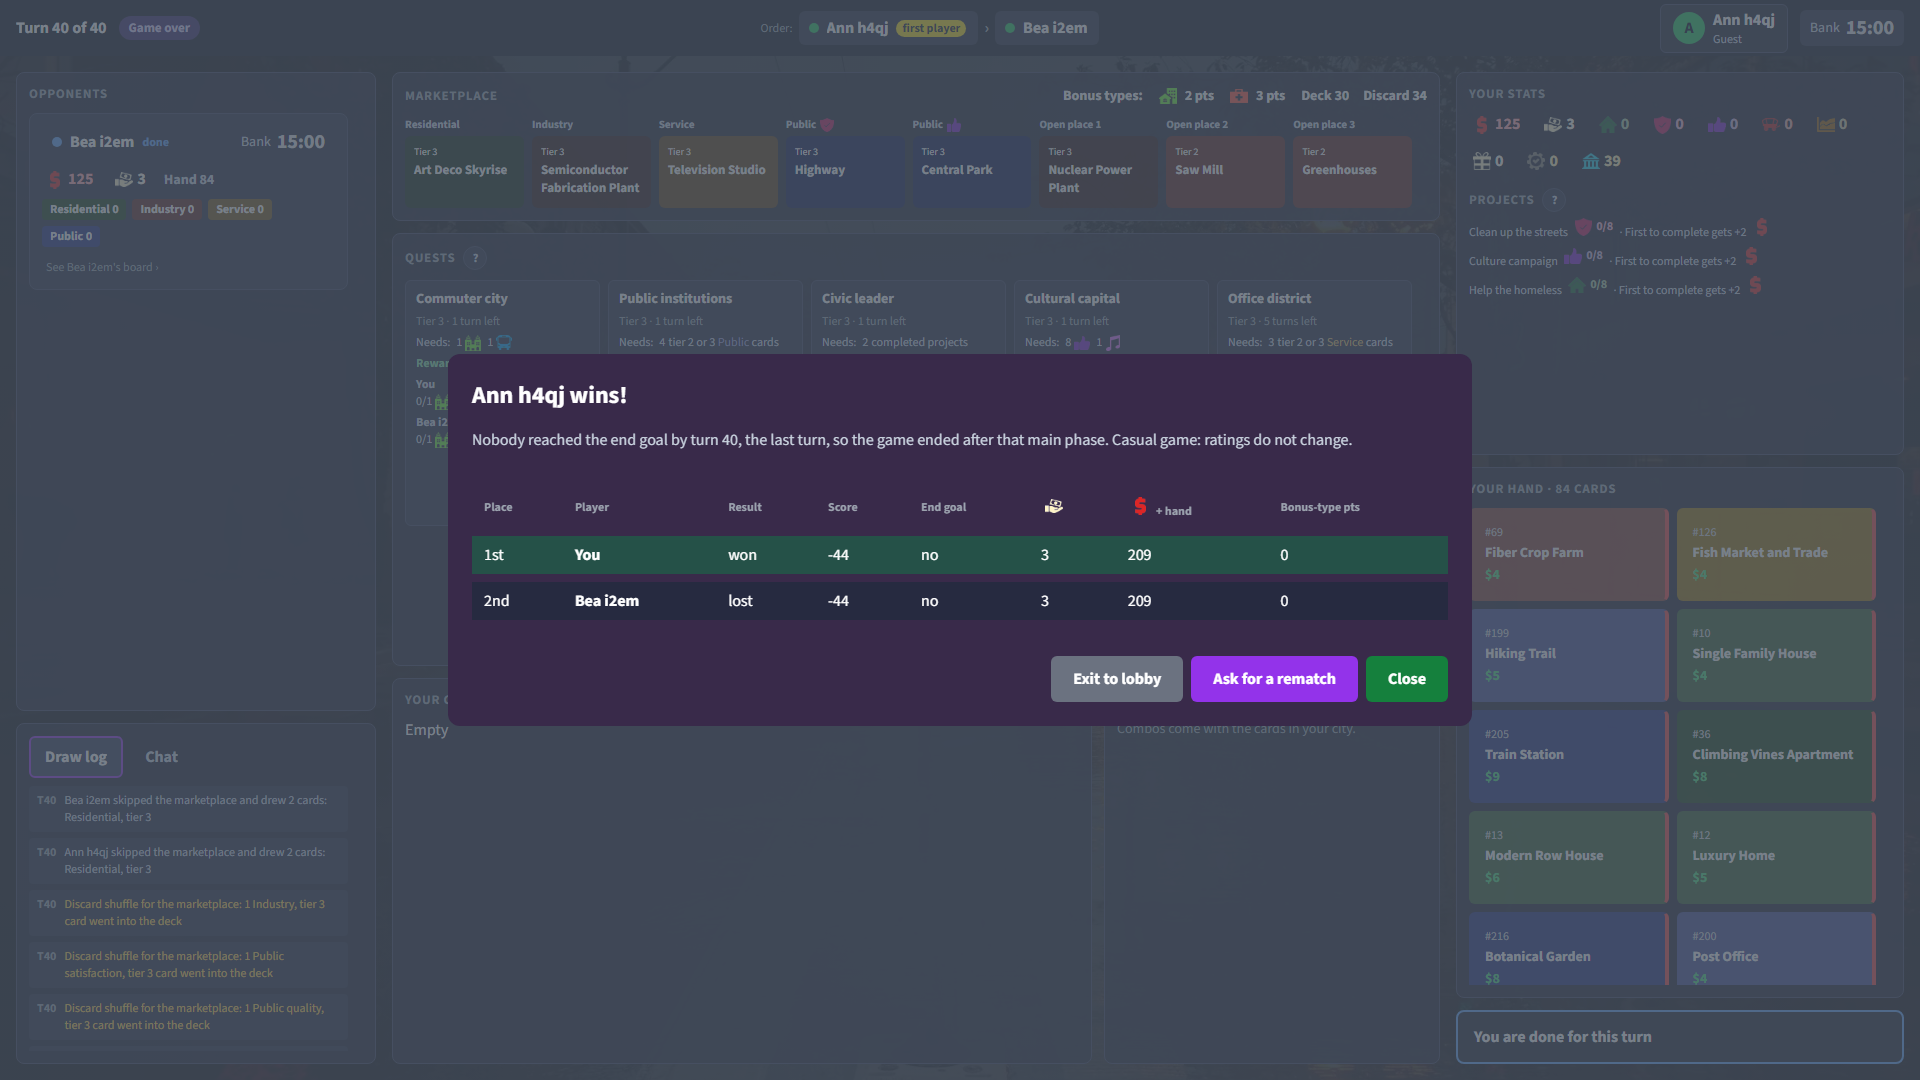 Turn 40 of 40
Game over
Order:
Ann h4qj
first player
›
Bea i2em
A
Ann h4qj
Guest
Bank 15:00
OPPONENTS
Bea i2em done
Bank 15:00
125
3
Hand 84
Residential 0
Industry 0
Service 0
Public 0
See Bea i2em's board ›
MARKETPLACE
Bonus types:
2 pts
3 pts
Deck 30
Discard 34
Residential
Industry
Service
Public
Public
Open place 1
Open place 2
Open place 3
Tier 3
Art Deco Skyrise
Tier 3
Semiconductor
Fabrication Plant
Tier 3
Television Studio
Tier 3
Highway
Tier 3
Central Park
Tier 3
Nuclear Power
Plant
Tier 2
Saw Mill
Tier 2
Greenhouses
QUESTS
?
Commuter city
Tier 3 · 1 turn left
Needs: 1 1
Rewar
You
0/1
Bea i2
0/1
Public institutions
Tier 3 · 1 turn left
Needs: 4 tier 2 or 3 Public cards
Civic leader
Tier 3 · 1 turn left
Needs: 2 completed projects
Cultural capital
Tier 3 · 1 turn left
Needs: 8 1
Office district
Tier 3 · 5 turns left
Needs: 3 tier 2 or 3 Service cards
YOUR STATS
125
3
0
0
0
0
0
0
0
39
PROJECTS
?
Clean up the streets 0/8 · First to complete gets +2
Culture campaign 0/8 · First to complete gets +2
Help the homeless 0/8 · First to complete gets +2
Ann h4qj wins!
Nobody reached the end goal by turn 40, the last turn, so the game ended after that main phase. Casual game: ratings do not change.
Place Player Result Score End goal + hand Bonus-type pts
1st You won -44 no 3 209 0
2nd Bea i2em lost -44 no 3 209 0
Exit to lobby
Ask for a rematch
Close
YOUR C
Empty
Combos come with the cards in your city.
YOUR HAND · 84 CARDS
#69
Fiber Crop Farm
$4
#126
Fish Market and Trade
$4
#199
Hiking Trail
$5
#10
Single Family House
$4
#205
Train Station
$9
#36
Climbing Vines Apartment
$8
#13
Modern Row House
$6
#12
Luxury Home
$5
#216
Botanical Garden
$8
#200
Post Office
$4
You are done for this turn
Draw log
Chat
T40 Bea i2em skipped the marketplace and drew 2 cards:
Residential, tier 3
T40 Ann h4qj skipped the marketplace and drew 2 cards:
Residential, tier 3
T40 Discard shuffle for the marketplace: 1 Industry, tier 3
card went into the deck
T40 Discard shuffle for the marketplace: 1 Public
satisfaction, tier 3 card went into the deck
T40 Discard shuffle for the marketplace: 1 Public quality,
tier 3 card went into the deck